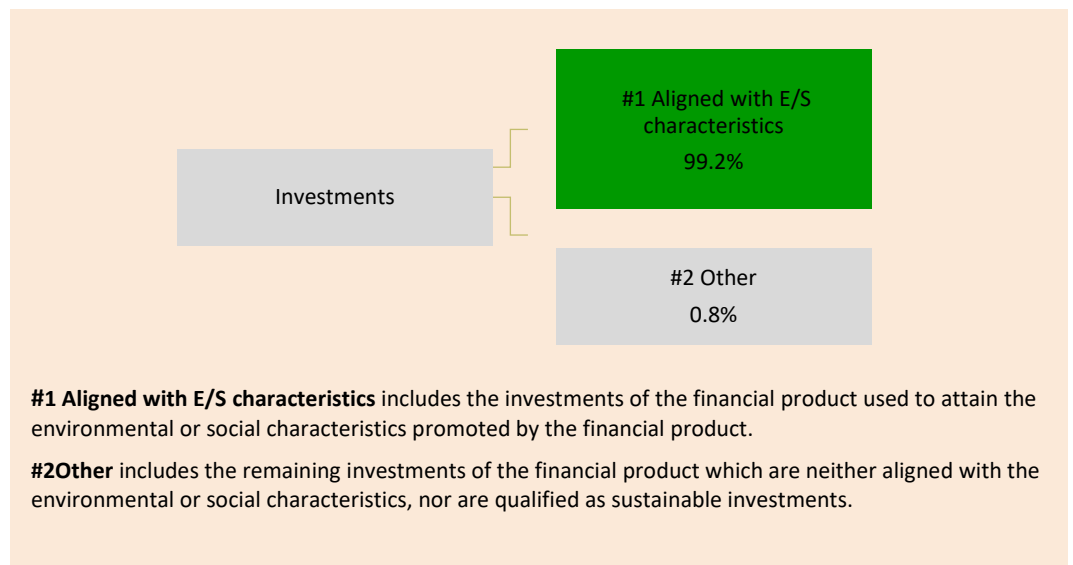 #1 Aligned with E/S
characteristics
99.2%
Investments
#2 Other
0.8%
#1 Aligned with E/S characteristics includes the investments of the financial product used to attain the
environmental or social characteristics promoted by the financial product.
#2Other includes the remaining investments of the financial product which are neither aligned with the
environmental or social characteristics, nor are qualified as sustainable investments.